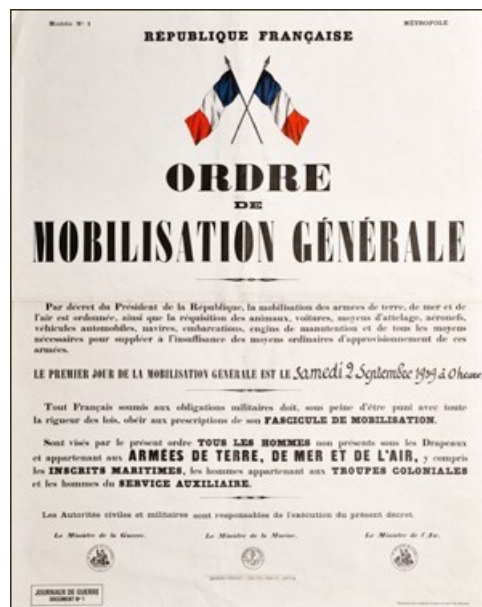 Modèle N° 1
MÉTROPOLE
RÉPUBLIQUE FRANÇAISE
ORDRE
DE
MOBILISATION GÉNÉRALE
Par décret du Président de la République, la mobilisation des armées de terre, de mer et de
l'air est ordonnée, ainsi que la réquisition des animaux, voitures, moyens d'attelage, aéronefs,
véhicules automobiles, navires, embarcations, engins de manutention et de tous les moyens
nécessaires pour suppléer à l'insuffisance des moyens ordinaires d'approvisionnement de ces
armées.
LE PREMIER JOUR DE LA MOBILISATION GÉNÉRALE EST LE Samedi 2 Septembre 1939 à 0 heure
Tout Français soumis aux obligations militaires doit, sous peine d'être puni avec toute
la rigueur des lois, obéir aux prescriptions de son FASCICULE DE MOBILISATION.
Sont visés par le présent ordre TOUS LES HOMMES non présents sous les Drapeaux
et appartenant aux ARMÉES DE TERRE, DE MER ET DE L'AIR, y compris
les INSCRITS MARITIMES, les hommes appartenant aux TROUPES COLONIALES
et les hommes du SERVICE AUXILIAIRE.
Les Autorités civiles et militaires sont responsables de l'exécution du présent décret.
Le Ministre de la Guerre,
Le Ministre de la Marine,
Le Ministre de l'Air,
JOURNAUX DE GUERRE
DOCUMENT N° 1